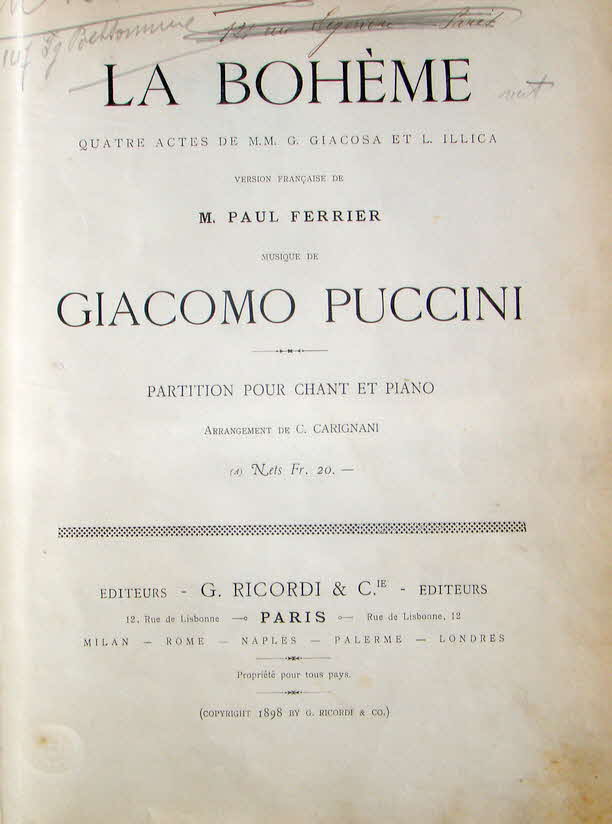 LA BOHÈME
QUATRE ACTES DE M.M. G. GIACOSA ET L. ILLICA
VERSION FRANÇAISE DE
M. PAUL FERRIER
MUSIQUE DE
GIACOMO PUCCINI
PARTITION POUR CHANT ET PIANO
ARRANGEMENT DE C. CARIGNANI
(A) Nets Fr. 20. —
EDITEURS - G. RICORDI & C.IE - EDITEURS
12, Rue de Lisbonne — PARIS — Rue de Lisbonne, 12
MILAN — ROME — NAPLES — PALERME — LONDRES
Propriété pour tous pays.
(COPYRIGHT 1898 BY G. RICORDI & CO.)